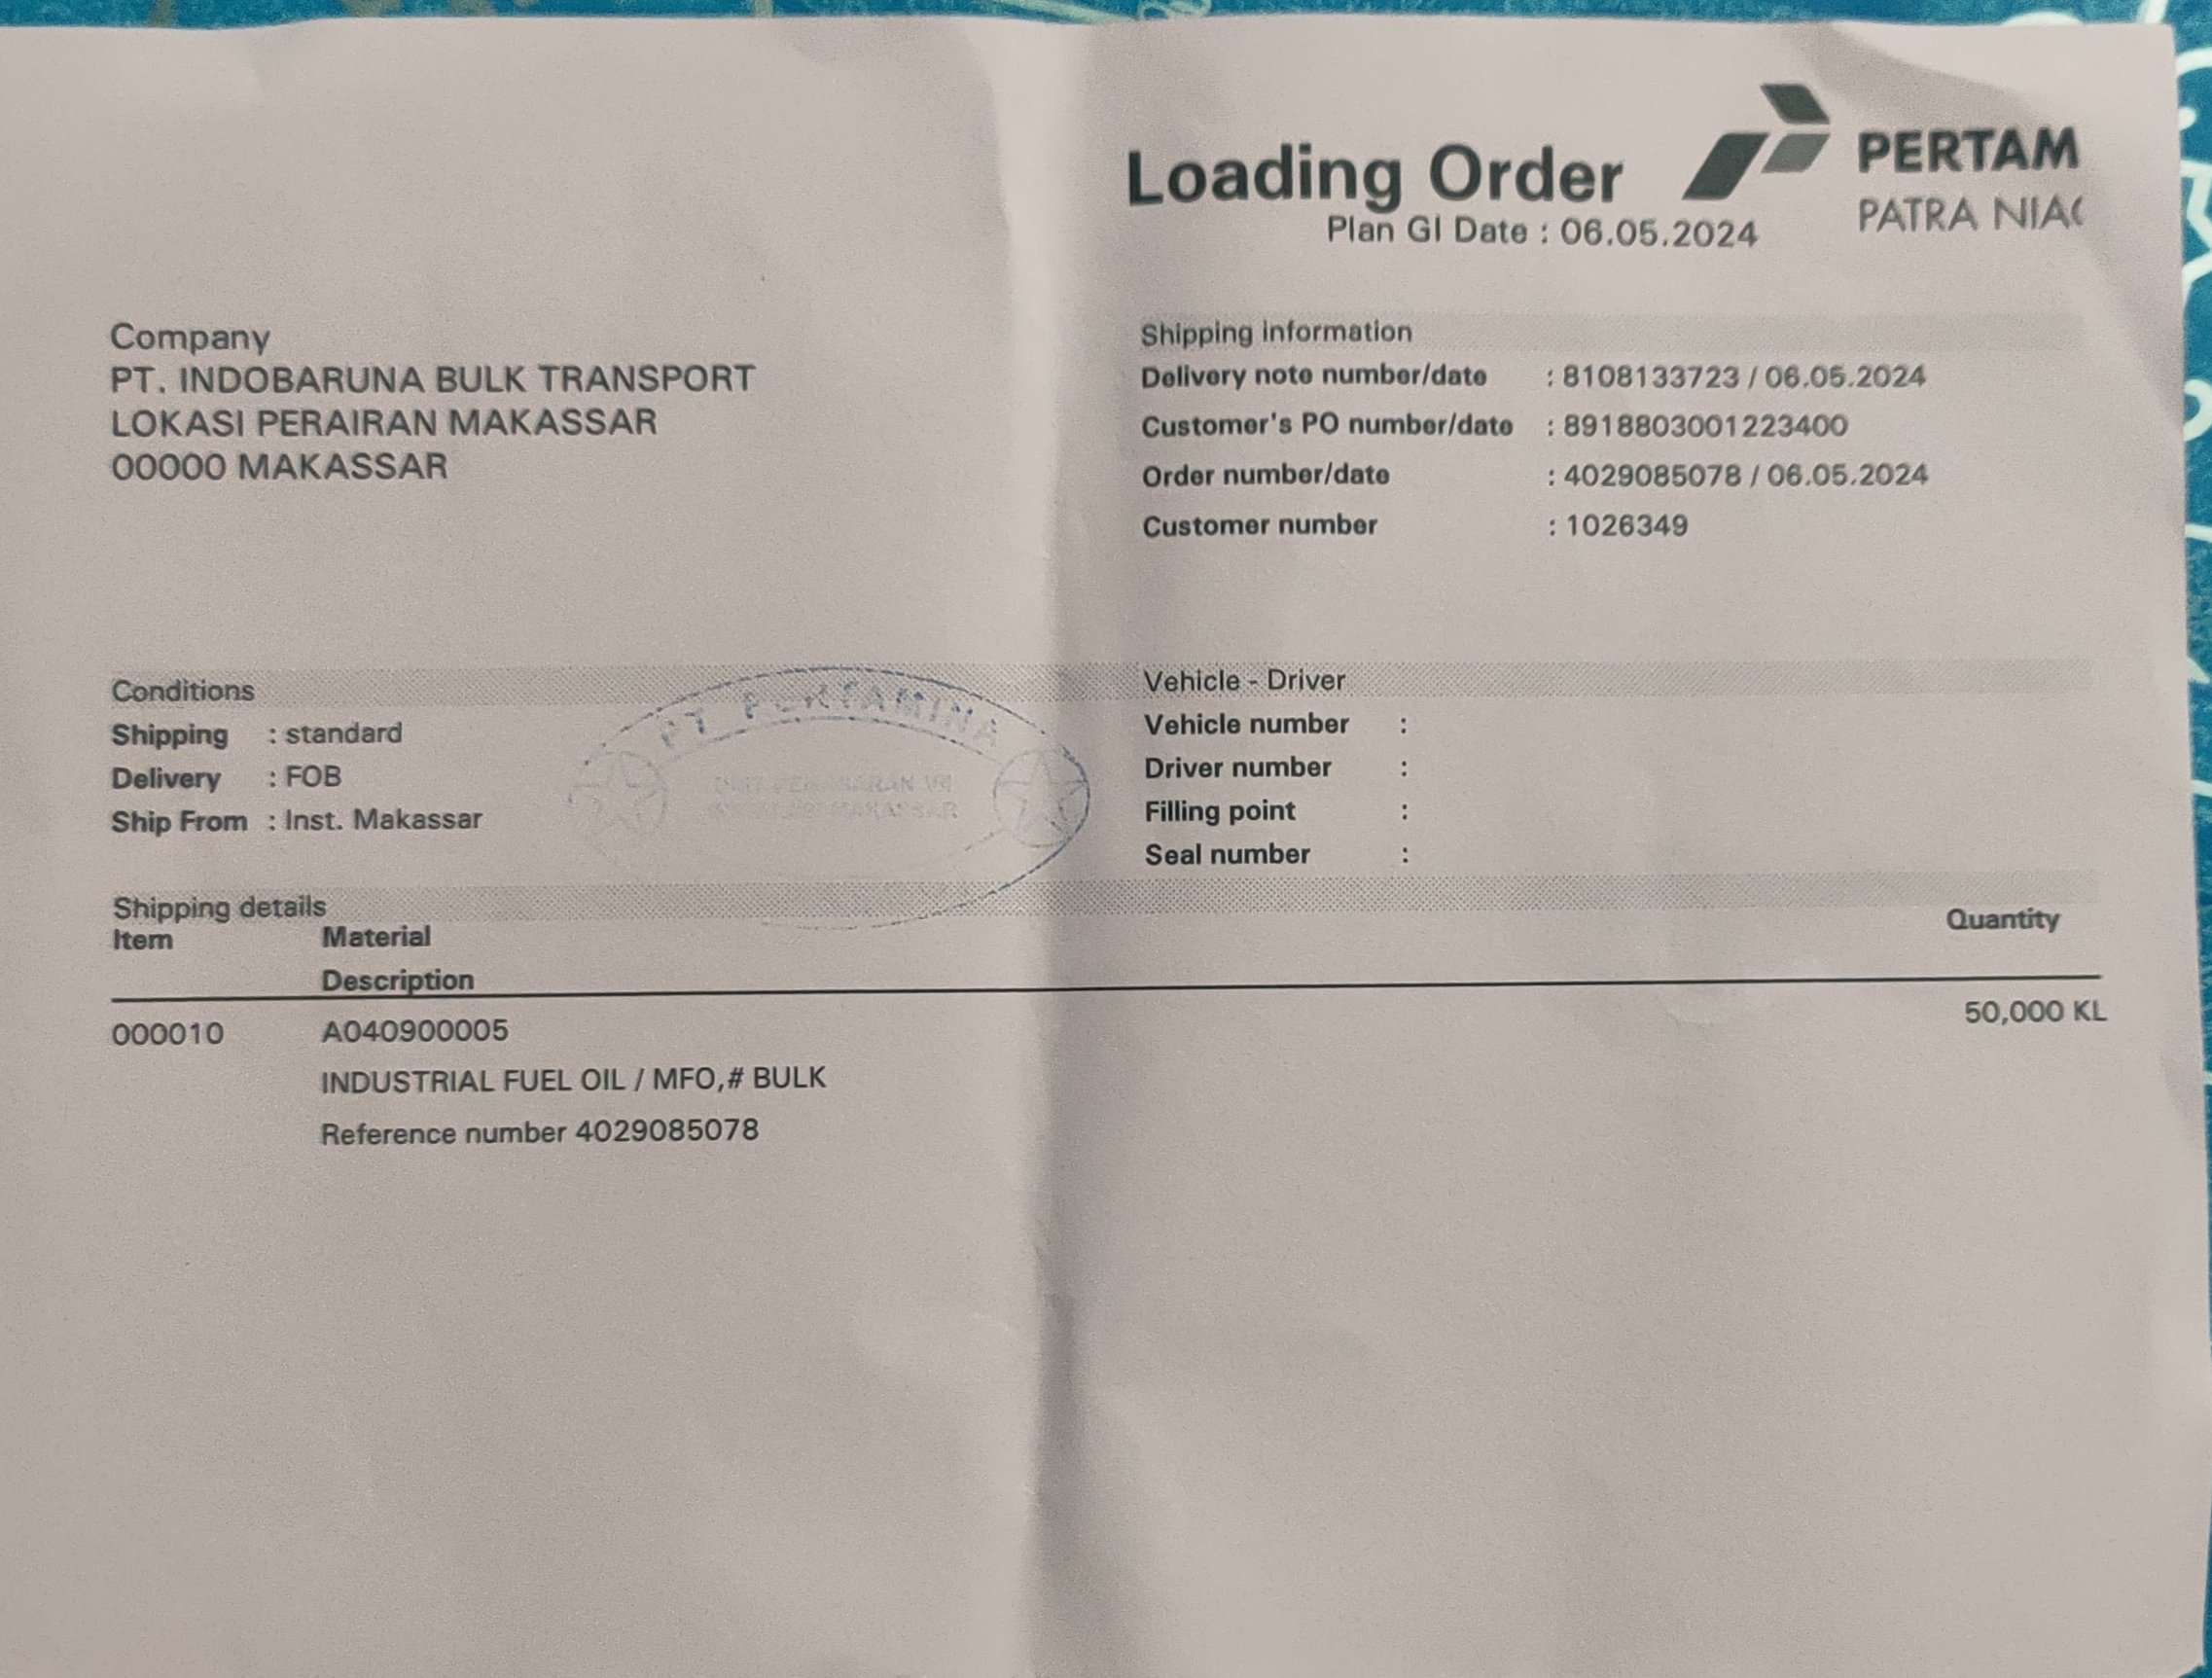 Loading Order
PERTAM
PATRA NIA
Plan GI Date : 06.05.2024
Company
PT. INDOBARUNA BULK TRANSPORT
LOKASI PERAIRAN MAKASSAR
00000 MAKASSAR
Shipping information
Delivery note number/date : 8108133723 / 06.05.2024
Customer's PO number/date : 8918803001223400
Order number/date : 4029085078 / 06.05.2024
Customer number : 1026349
Conditions
Shipping : standard
Delivery : FOB
Ship From : Inst. Makassar
PT. PERTAMINA
MAKASSAR
Vehicle - Driver
Vehicle number :
Driver number :
Filling point :
Seal number :
Shipping details
Item Material Quantity
Description
000010 A040900005 50,000 KL
INDUSTRIAL FUEL OIL / MFO,# BULK
Reference number 4029085078